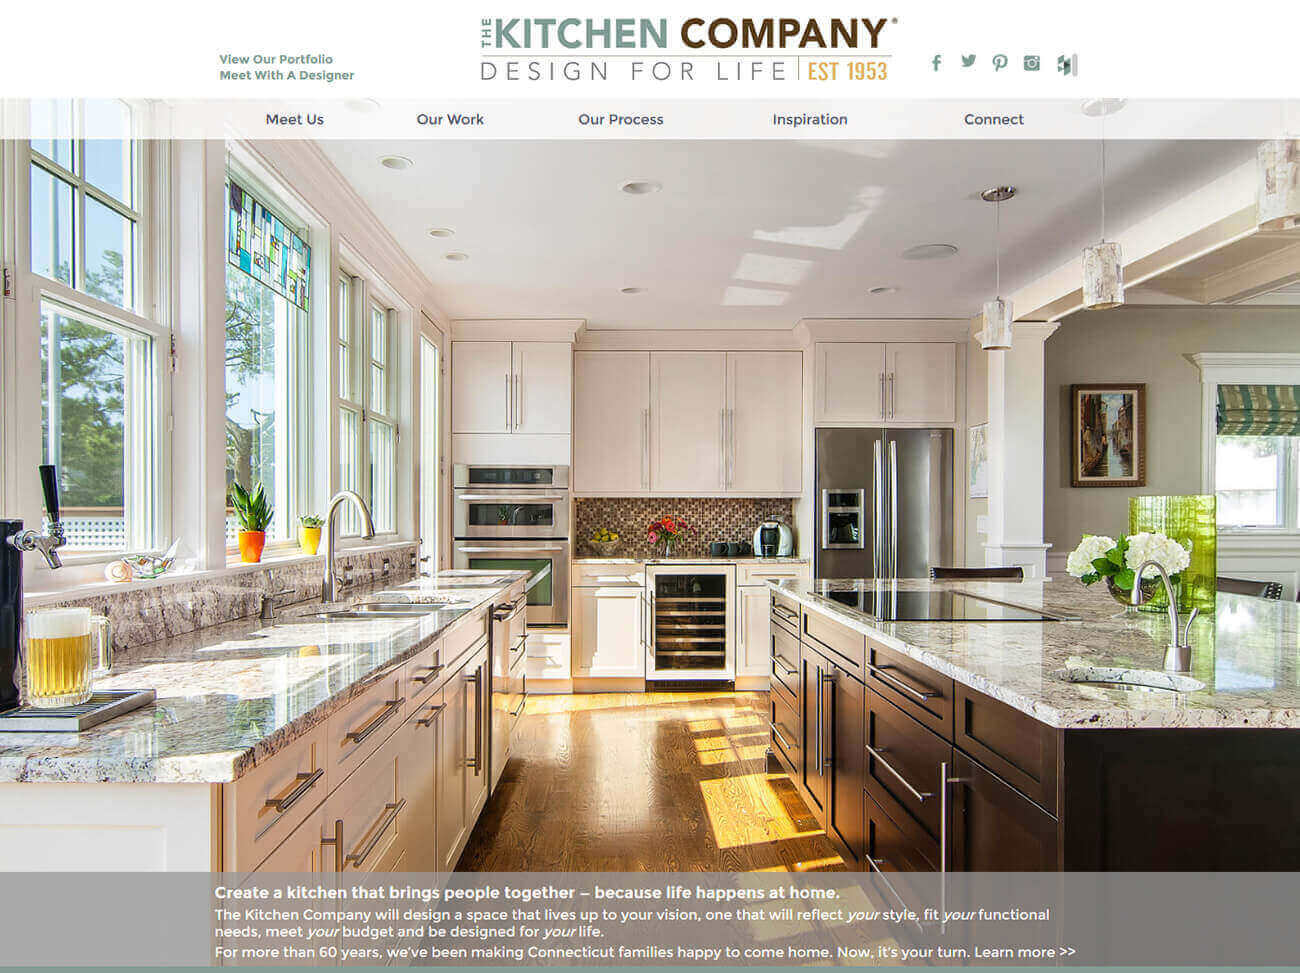 THE KITCHEN COMPANY®
DESIGN FOR LIFE | EST 1953
View Our Portfolio
Meet With A Designer
Meet Us
Our Work
Our Process
Inspiration
Connect
Create a kitchen that brings people together – because life happens at home.
The Kitchen Company will design a space that lives up to your vision, one that will reflect your style, fit your functional
needs, meet your budget and be designed for your life.
For more than 60 years, we've been making Connecticut families happy to come home. Now, it's your turn. Learn more >>